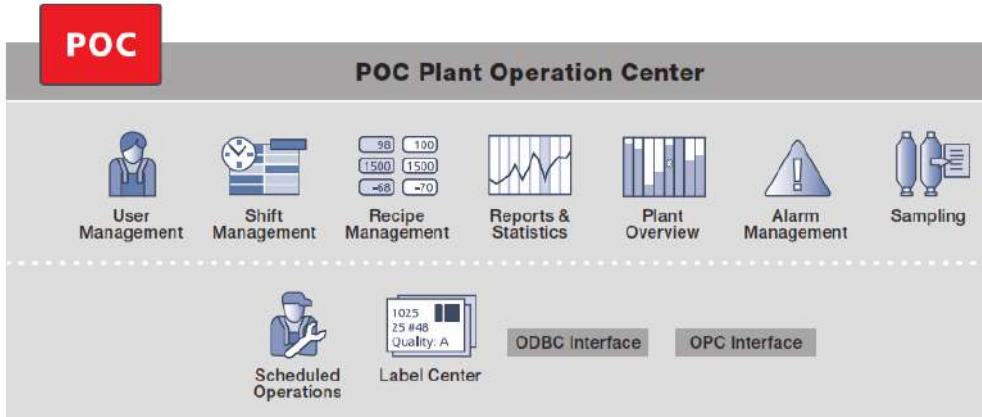 POC
POC Plant Operation Center
98 100
1500 1500
-68 -70
User
Management
Shift
Management
Recipe
Management
Reports &
Statistics
Plant
Overview
Alarm
Management
Sampling
1025
25 #48
Quality: A
Scheduled
Operations
Label Center
ODBC Interface
OPC Interface